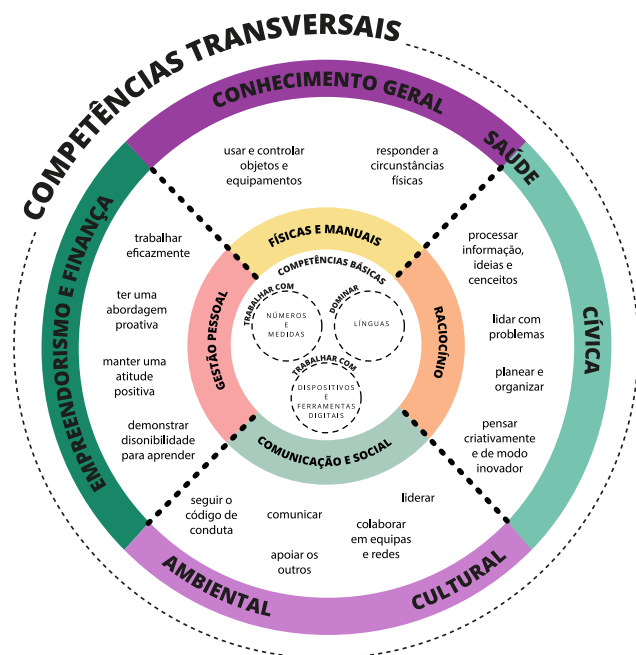 COMPETÊNCIAS TRANSVERSAIS
CONHECIMENTO GERAL
SAÚDE
CÍVICA
CULTURAL
AMBIENTAL
EMPREENDORISMO E FINANÇA
usar e controlar
objetos e
equipamentos
responder a
circunstâncias
físicas
processar
informação,
ideias e
cenceitos
lidar com
problemas
planear e
organizar
pensar
criativamente
e de modo
inovador
liderar
colaborar
em equipas
e redes
comunicar
apoiar os
outros
seguir o
código de
conduta
trabalhar
eficazmente
ter uma
abordagem
proativa
manter uma
atitude
positiva
demonstrar
disonibilidade
para aprender
FÍSICAS E MANUAIS
RACIOCÍNIO
COMUNICAÇÃO E SOCIAL
GESTÃO PESSOAL
COMPETÊNCIAS BÁSICAS
TRABALHAR COM
NÚMEROS
E
MEDIDAS
DOMINAR
LÍNGUAS
TRABALHAR COM
DISPOSITIVOS
E
FERRAMENTAS
DIGITAIS